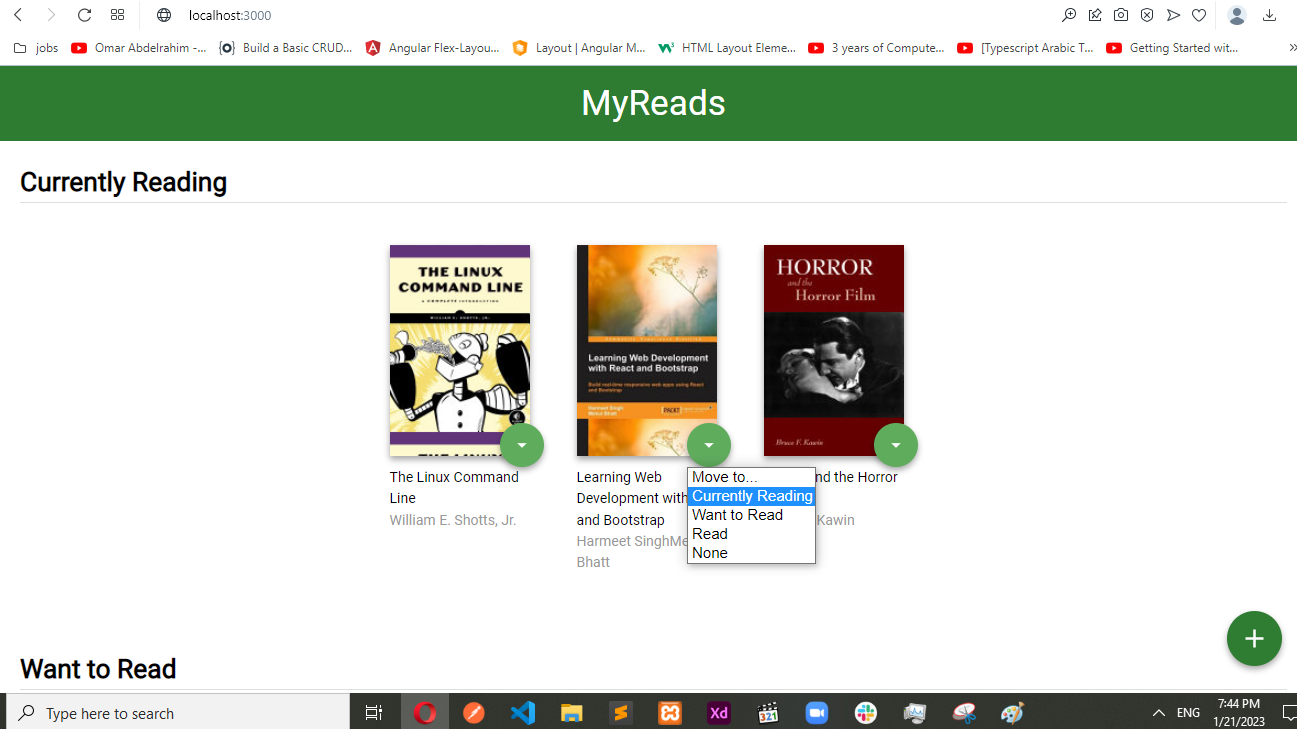 localhost:3000
jobs
Omar Abdelrahim -...
Build a Basic CRUD...
Angular Flex-Layou...
Layout | Angular M...
HTML Layout Eleme...
3 years of Compute...
[Typescript Arabic T...
Getting Started wit...
MyReads
Currently Reading
THE LINUX
COMMAND LINE
A COMPLETE INTRODUCTION
WILLIAM E. SHOTTS, JR.
THE LINUX
Learning Web Development
with React and Bootstrap
Build real-time responsive web apps using React
and Bootstrap
Harmeet Singh
Mehul Bhatt
PACKT
HORROR
and the
Horror Film
Bruce F. Kawin
The Linux Command
Line
William E. Shotts, Jr.
Learning Web
Development with
and Bootstrap
Harmeet SinghMe
Bhatt
nd the Horror
Kawin
Move to...
Currently Reading
Want to Read
Read
None
Want to Read
Type here to search
Xd
321
ENG
7:44 PM
1/21/2023